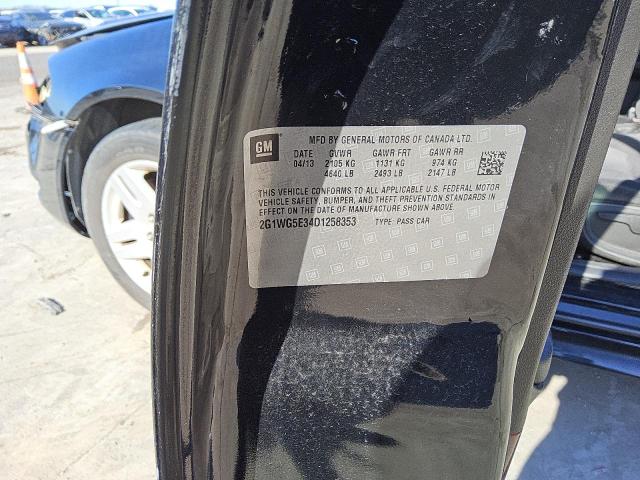 GM
MFD BY GENERAL MOTORS OF CANADA LTD.
DATE GVWR GAWR FRT GAWR RR
04/13 2105 KG 1131 KG 974 KG
4640 LB 2493 LB 2147 LB
THIS VEHICLE CONFORMS TO ALL APPLICABLE U.S. FEDERAL MOTOR
VEHICLE SAFETY, BUMPER, AND THEFT PREVENTION STANDARDS IN
EFFECT ON THE DATE OF MANUFACTURE SHOWN ABOVE.
2G1WG5E34D1258353 TYPE: PASS CAR